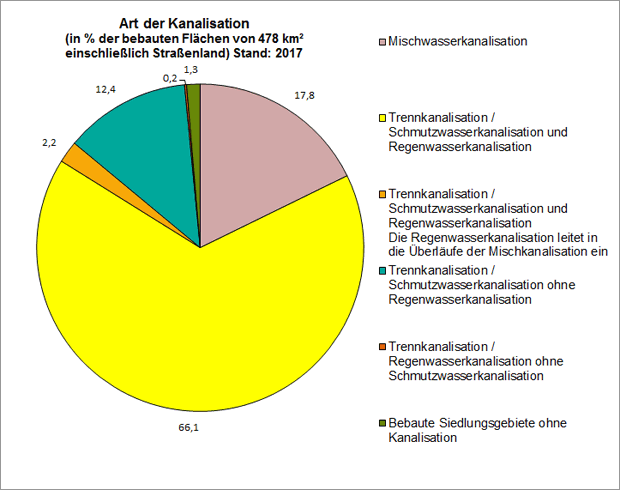 Art der Kanalisation
(in % der bebauten Flächen von 478 km²
einschließlich Straßenland) Stand: 2017
1,3
0,2
12,4
17,8
2,2
66,1
Mischwasserkanalisation
Trennkanalisation /
Schmutzwasserkanalisation und
Regenwasserkanalisation
Trennkanalisation /
Schmutzwasserkanalisation und
Regenwasserkanalisation
Die Regenwasserkanalisation leitet in
die Überläufe der Mischkanalisation ein
Trennkanalisation /
Schmutzwasserkanalisation ohne
Regenwasserkanalisation
Trennkanalisation /
Regenwasserkanalisation ohne
Schmutzwasserkanalisation
Bebaute Siedlungsgebiete ohne
Kanalisation